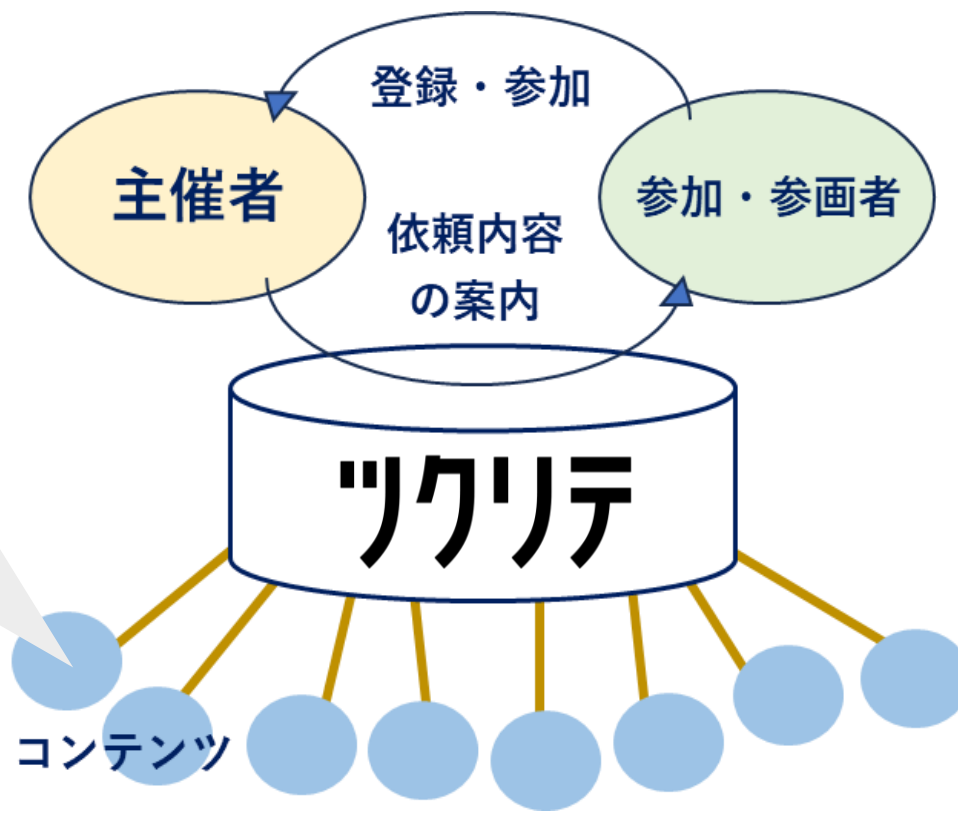 登録・参加
主催者
参加・参画者
依頼内容
の案内
ツクリテ
コンテンツ